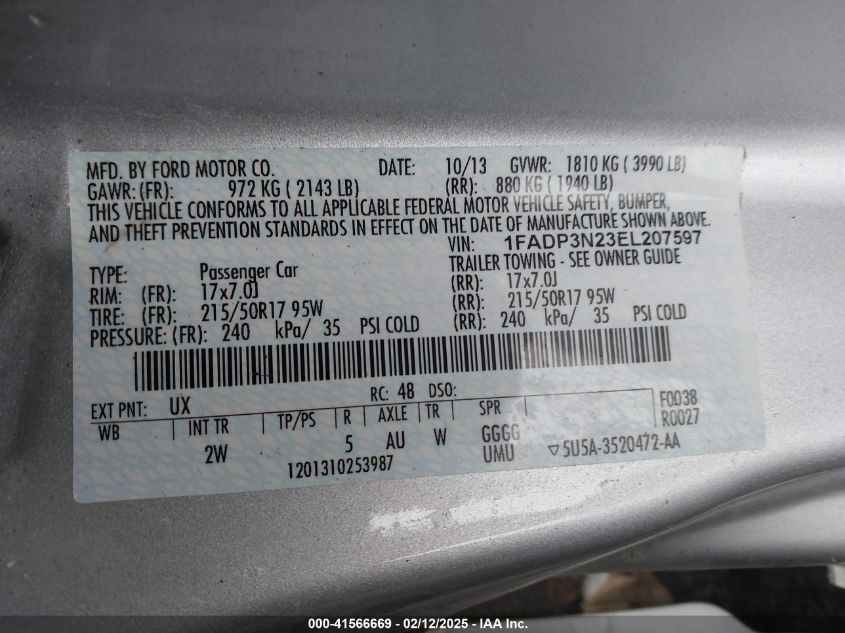 MFD. BY FORD MOTOR CO. DATE: 10/13 GVWR: 1810 KG ( 3990 LB)
GAWR: (FR): 972 KG ( 2143 LB) (RR): 880 KG ( 1940 LB)
THIS VEHICLE CONFORMS TO ALL APPLICABLE FEDERAL MOTOR VEHICLE SAFETY, BUMPER,
AND THEFT PREVENTION STANDARDS IN EFFECT ON THE DATE OF MANUFACTURE SHOWN ABOVE.
VIN: 1FADP3N23EL207597
TYPE: Passenger Car TRAILER TOWING - SEE OWNER GUIDE
RIM: (FR): 17x7.0J (RR): 17x7.0J
TIRE: (FR): 215/50R17 95W (RR): 215/50R17 95W
PRESSURE: (FR): 240 kPa/ 35 PSI COLD (RR): 240 kPa/ 35 PSI COLD
EXT PNT: UX RC: 48 DSO: F0038
WB INT TR TP/PS R AXLE TR SPR R0027
2W 5 AU W GGGG
1201310253987 UMU ▽5U5A-3520472-AA
000-41566669 - 02/12/2025 - IAA Inc.